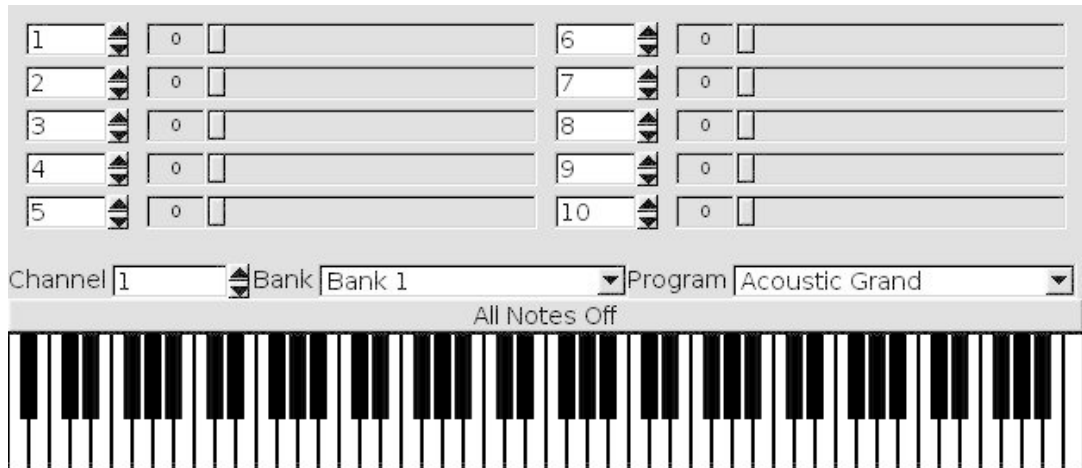 1 0 6 0
2 0 7 0
3 0 8 0
4 0 9 0
5 0 10 0
Channel 1 Bank Bank 1 Program Acoustic Grand
All Notes Off